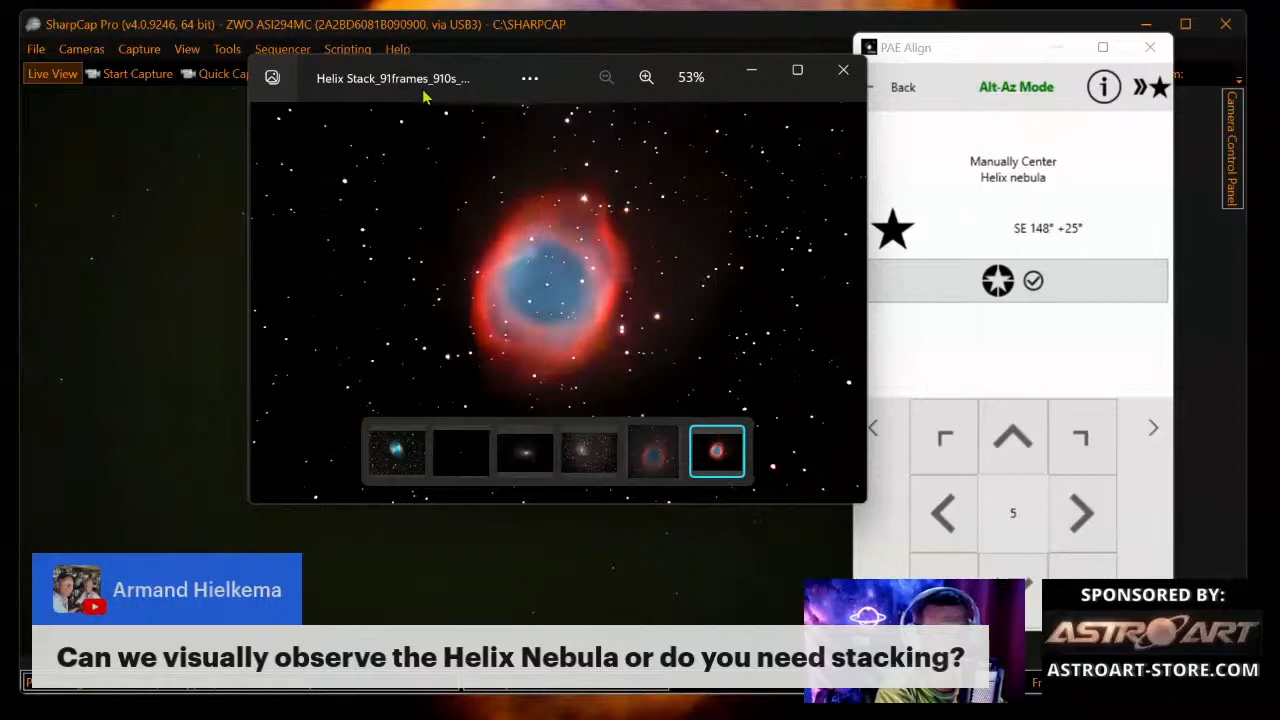 SharpCap Pro (v4.0.9246, 64 bit) - ZWO ASI294MC (2A2BD6081B090900, via USB3) - C:\SHARPCAP
File Cameras Capture View Tools Sequencer Scripting Help
Live View Start Capture Quick Cap
Helix Stack_91frames_910s_... ... 53%
PAE Align
Back Alt-Az Mode
Manually Center
Helix nebula
SE 148° +25°
5
Camera Control Panel
Armand Hielkema
Can we visually observe the Helix Nebula or do you need stacking?
SPONSORED BY:
ASTROART
ASTROART-STORE.COM